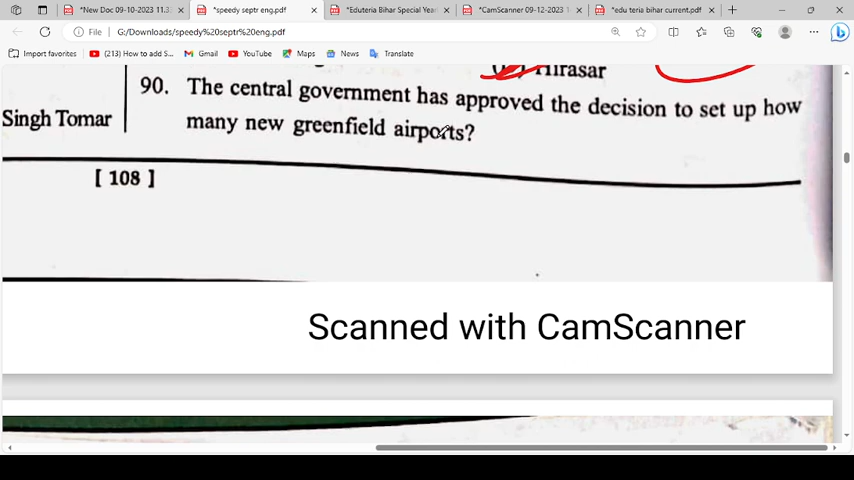 *New Doc 09-10-2023 11.3
*speedy septr eng.pdf
*Eduteria Bihar Special Year
*CamScanner 09-12-2023 1
*edu teria bihar current.pdf
File
G:/Downloads/speedy%20septr%20eng.pdf
Import favorites
(213) How to add S...
Gmail
YouTube
Maps
News
Translate
Hirasar
90. The central government has approved the decision to set up how
Singh Tomar
many new greenfield airports?
[ 108 ]
Scanned with CamScanner